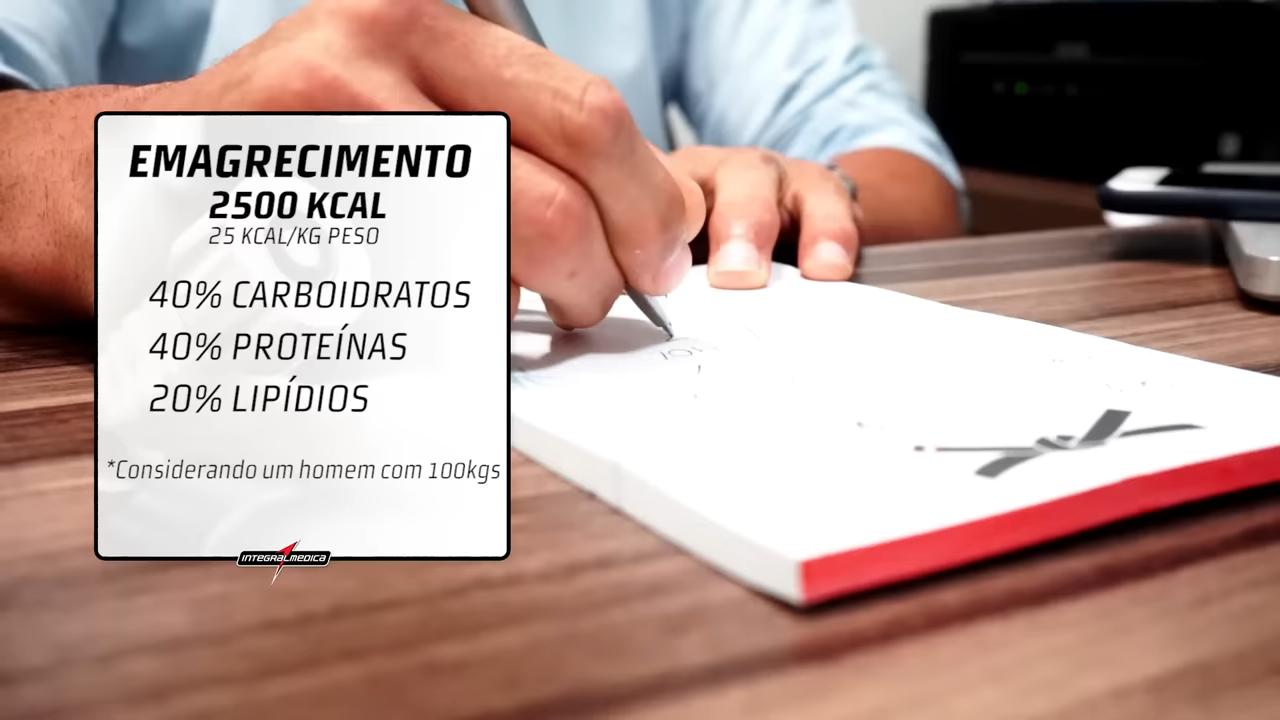 EMAGRECIMENTO
2500 KCAL
25 KCAL/KG PESO
40% CARBOIDRATOS
40% PROTEÍNAS
20% LIPÍDIOS
*Considerando um homem com 100kgs
INTEGRALMEDICA